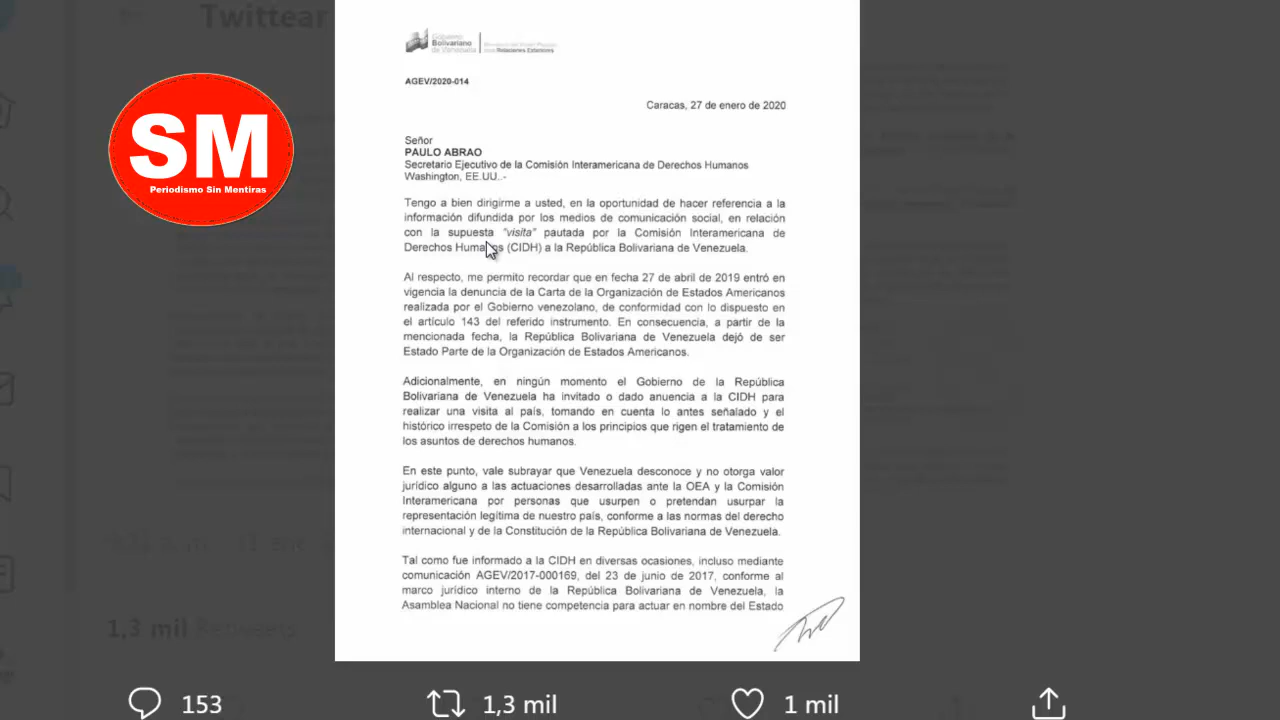 Twittear
SM
Periodismo Sin Mentiras
Gobierno
Bolivariano
de Venezuela
Relaciones Exteriores
AGEV/2020-014
Caracas, 27 de enero de 2020
Señor
PAULO ABRAO
Secretario Ejecutivo de la Comisión Interamericana de Derechos Humanos
Washington, EE.UU..-
Tengo a bien dirigirme a usted, en la oportunidad de hacer referencia a la
información difundida por los medios de comunicación social, en relación
con la supuesta "visita" pautada por la Comisión Interamericana de
Derechos Humanos (CIDH) a la República Bolivariana de Venezuela.
Al respecto, me permito recordar que en fecha 27 de abril de 2019 entró en
vigencia la denuncia de la Carta de la Organización de Estados Americanos
realizada por el Gobierno venezolano, de conformidad con lo dispuesto en
el artículo 143 del referido instrumento. En consecuencia, a partir de la
mencionada fecha, la República Bolivariana de Venezuela dejó de ser
Estado Parte de la Organización de Estados Americanos.
Adicionalmente, en ningún momento el Gobierno de la República
Bolivariana de Venezuela ha invitado o dado anuencia a la CIDH para
realizar una visita al país, tomando en cuenta lo antes señalado y el
histórico irrespeto de la Comisión a los principios que rigen el tratamiento de
los asuntos de derechos humanos.
En este punto, vale subrayar que Venezuela desconoce y no otorga valor
jurídico alguno a las actuaciones desarrolladas ante la OEA y la Comisión
Interamericana por personas que usurpen o pretendan usurpar la
representación legítima de nuestro país, conforme a las normas del derecho
internacional y de la Constitución de la República Bolivariana de Venezuela.
Tal como fue informado a la CIDH en diversas ocasiones, incluso mediante
comunicación AGEV/2017-000169, del 23 de junio de 2017, conforme al
marco jurídico interno de la República Bolivariana de Venezuela, la
Asamblea Nacional no tiene competencia para actuar en nombre del Estado
1,3 mil Retweets
153
1,3 mil
1 mil